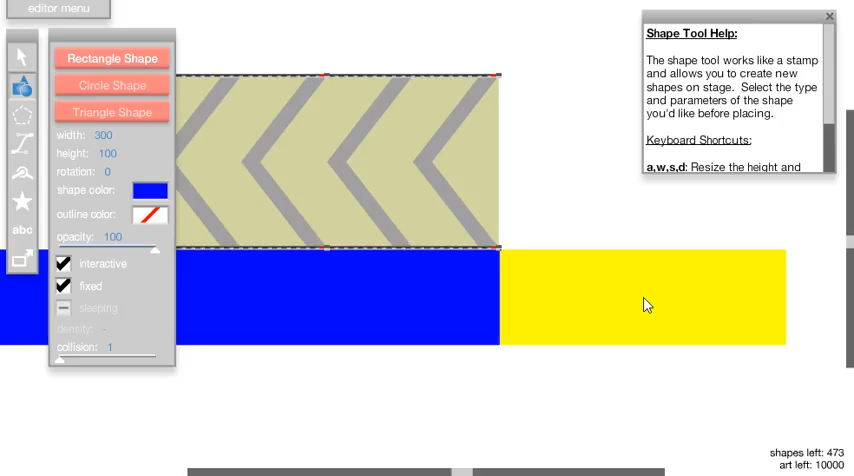 editor menu
Rectangle Shape
Circle Shape
Triangle Shape
width: 300
height: 100
rotation: 0
shape color:
outline color:
opacity: 100
interactive
fixed
sleeping
density: -
collision: 1
abc
Shape Tool Help:
The shape tool works like a stamp
and allows you to create new
shapes on stage. Select the type
and parameters of the shape
you'd like before placing.
Keyboard Shortcuts:
a,w,s,d: Resize the height and
shapes left: 473
art left: 10000